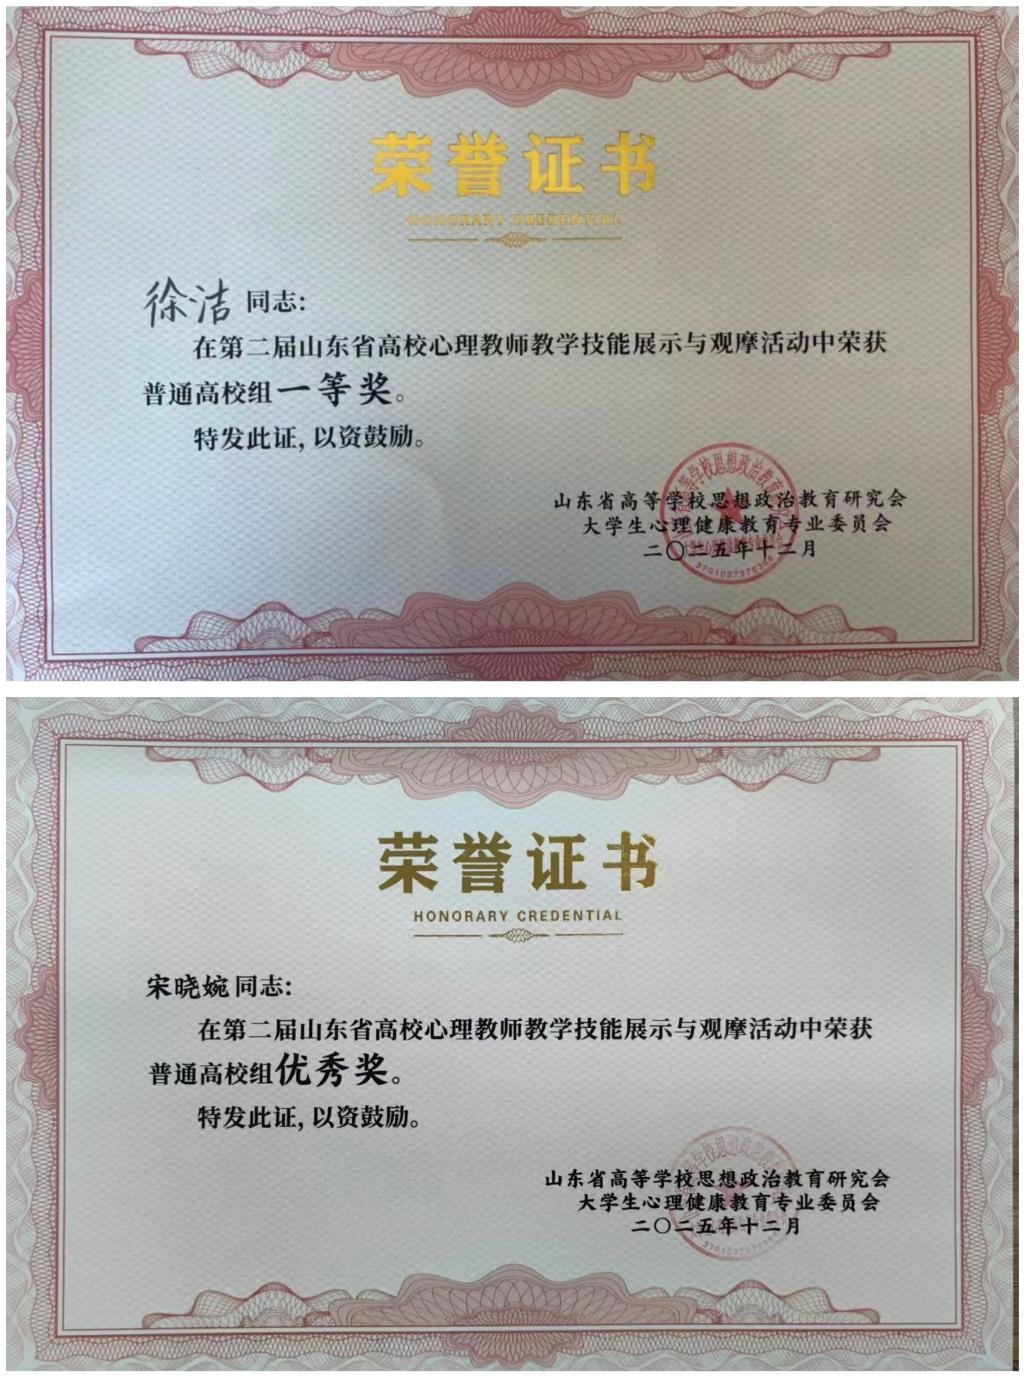 荣誉证书
HONORARY CREDENTIAL
徐洁 同志:
在第二届山东省高校心理教师教学技能展示与观摩活动中荣获
普通高校组一等奖。
特发此证, 以资鼓励。
山东省高等学校思想政治教育研究会
大学生心理健康教育专业委员会
二〇二五年十二月
荣誉证书
HONORARY CREDENTIAL
宋晓婉 同志:
在第二届山东省高校心理教师教学技能展示与观摩活动中荣获
普通高校组优秀奖。
特发此证, 以资鼓励。
山东省高等学校思想政治教育研究会
大学生心理健康教育专业委员会
二〇二五年十二月